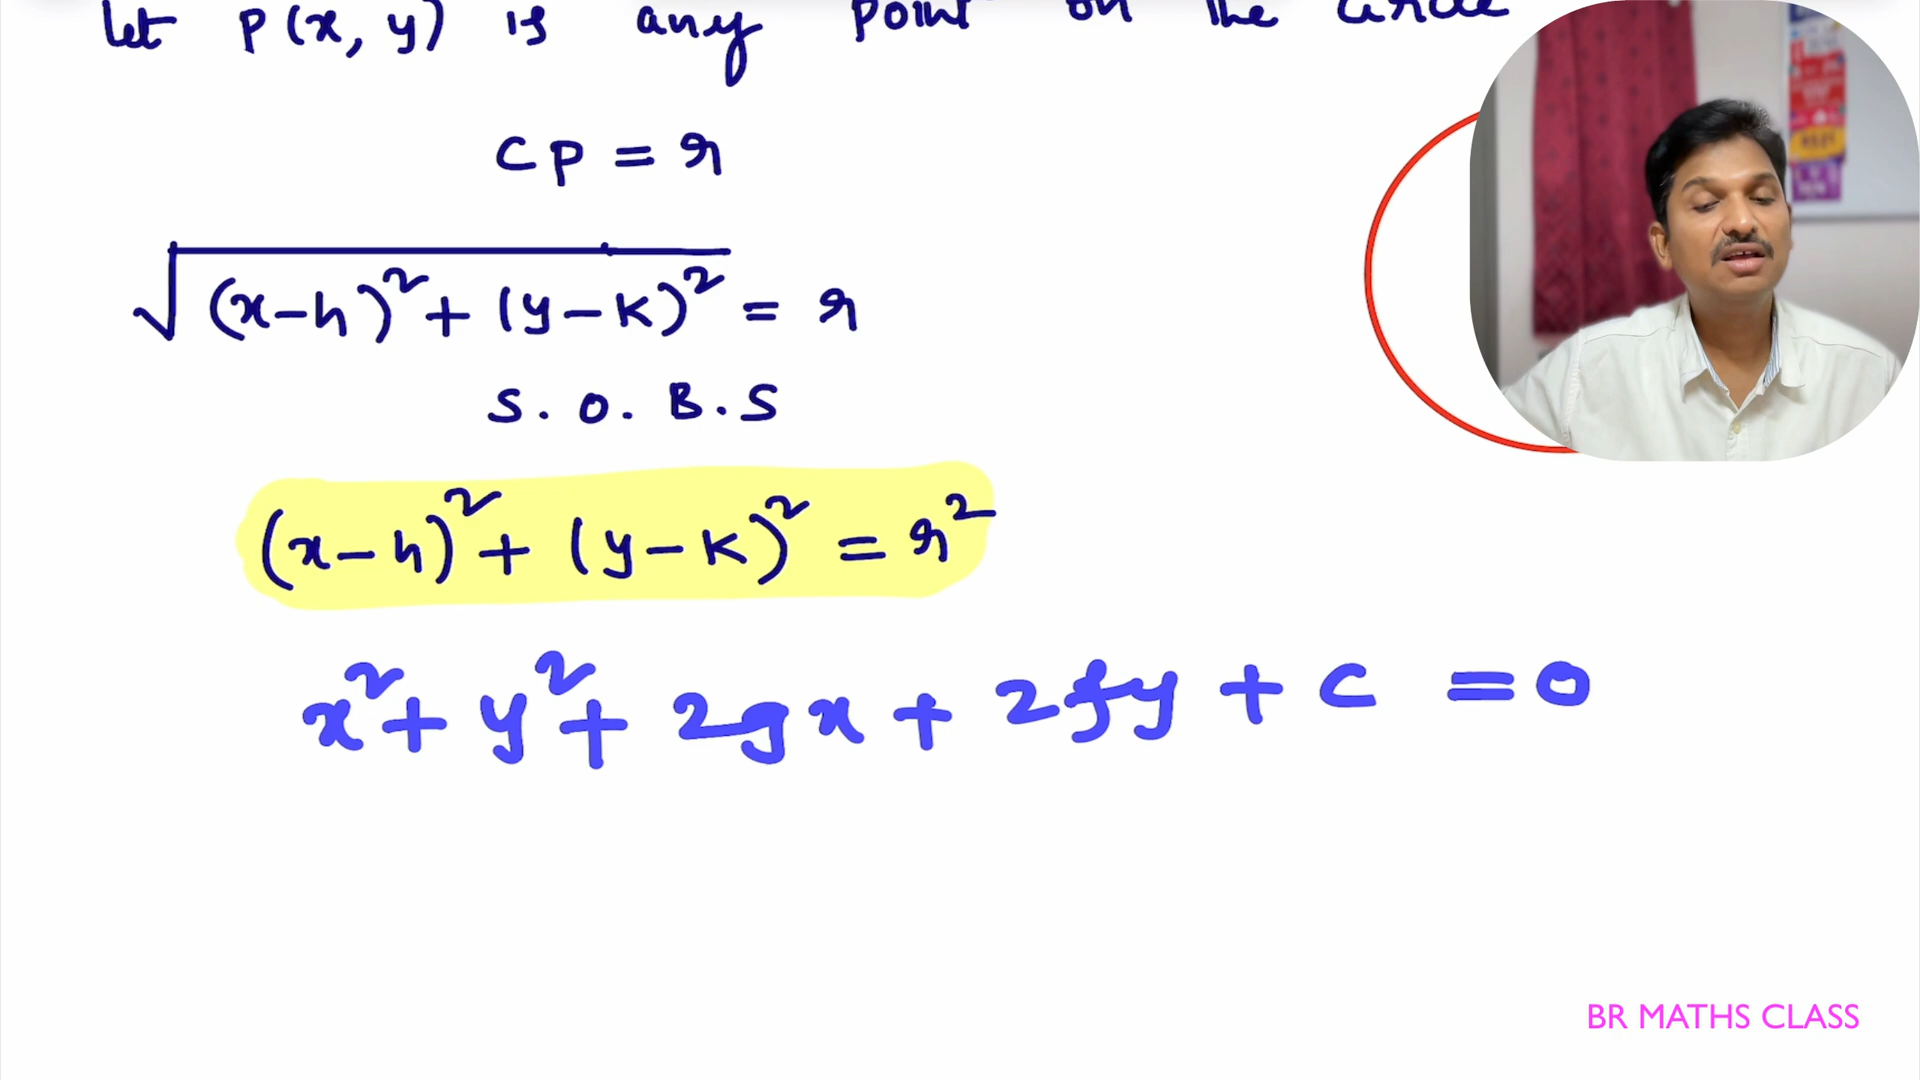 let P(x, y) is any point on the circle
CP = r
√(x-h)² + (y-k)² = r
S. O. B. S
(x-h)² + (y-k)² = r²
x² + y² + 2gx + 2fy + c = 0
BR MATHS CLASS